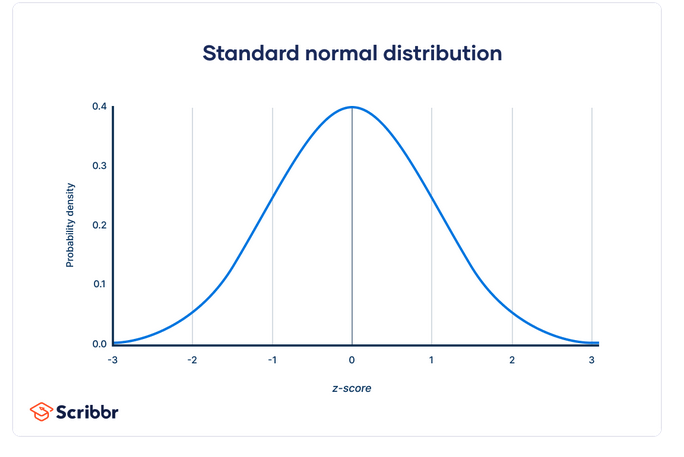 Standard normal distribution
0.4
0.3
0.2
0.1
0.0
Probability density
-3 -2 -1 0 1 2 3
z-score
Scribbr